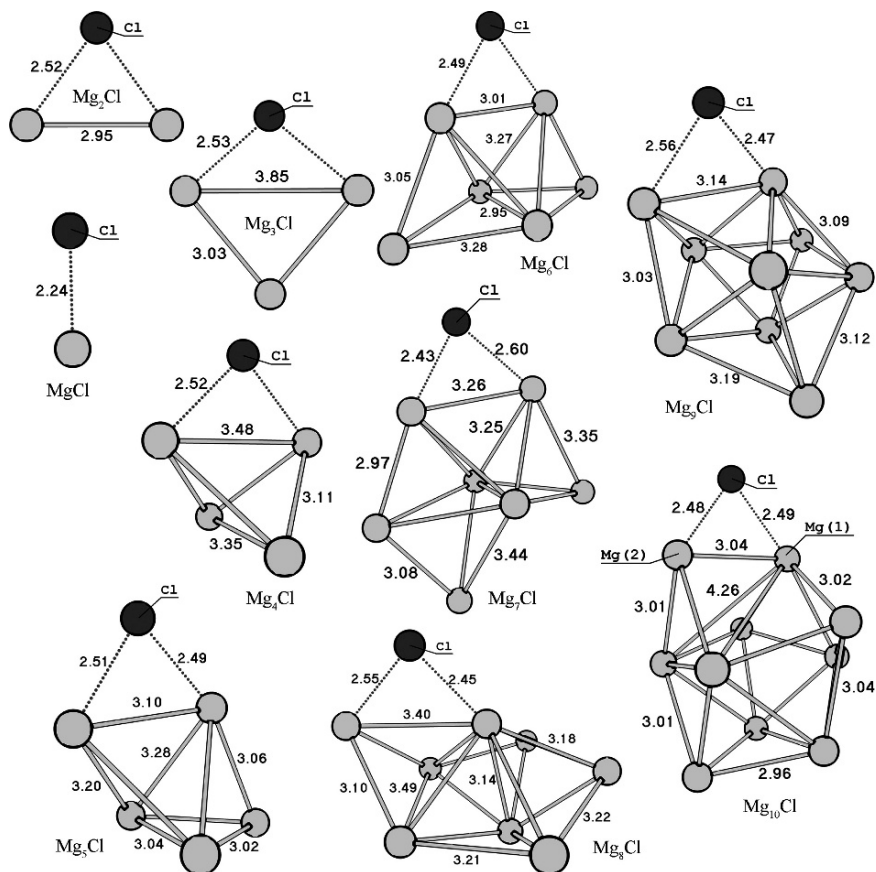 Cl
2.52
Mg₂Cl
2.95
Cl
2.53
3.85
Mg₃Cl
3.03
Cl
2.49
3.01
3.27
3.05
2.95
3.28
Mg₆Cl
Cl
2.56
2.47
3.14
3.09
3.03
3.12
3.19
Mg₉Cl
Cl
2.24
MgCl
Cl
2.52
3.48
3.11
3.35
Mg₄Cl
Cl
2.43
2.60
3.26
3.25
3.35
2.97
3.44
3.08
Mg₇Cl
Cl
2.48
2.49
Mg(1)
Mg(2)
3.04
4.26
3.02
3.01
3.04
3.01
2.96
Mg₁₀Cl
Cl
2.51
2.49
3.10
3.28
3.06
3.20
3.04
3.02
Mg₅Cl
Cl
2.55
2.45
3.40
3.18
3.10
3.49
3.14
3.22
3.21
Mg₈Cl